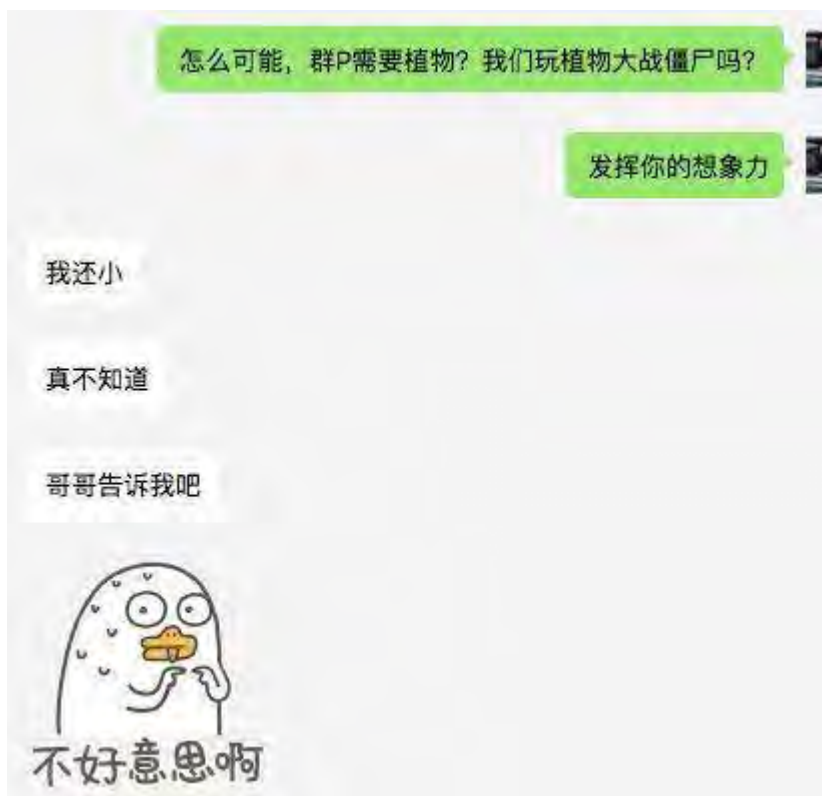 怎么可能，群P需要植物？我们玩植物大战僵尸吗？
发挥你的想象力
我还小
真不知道
哥哥告诉我吧
不好意思啊